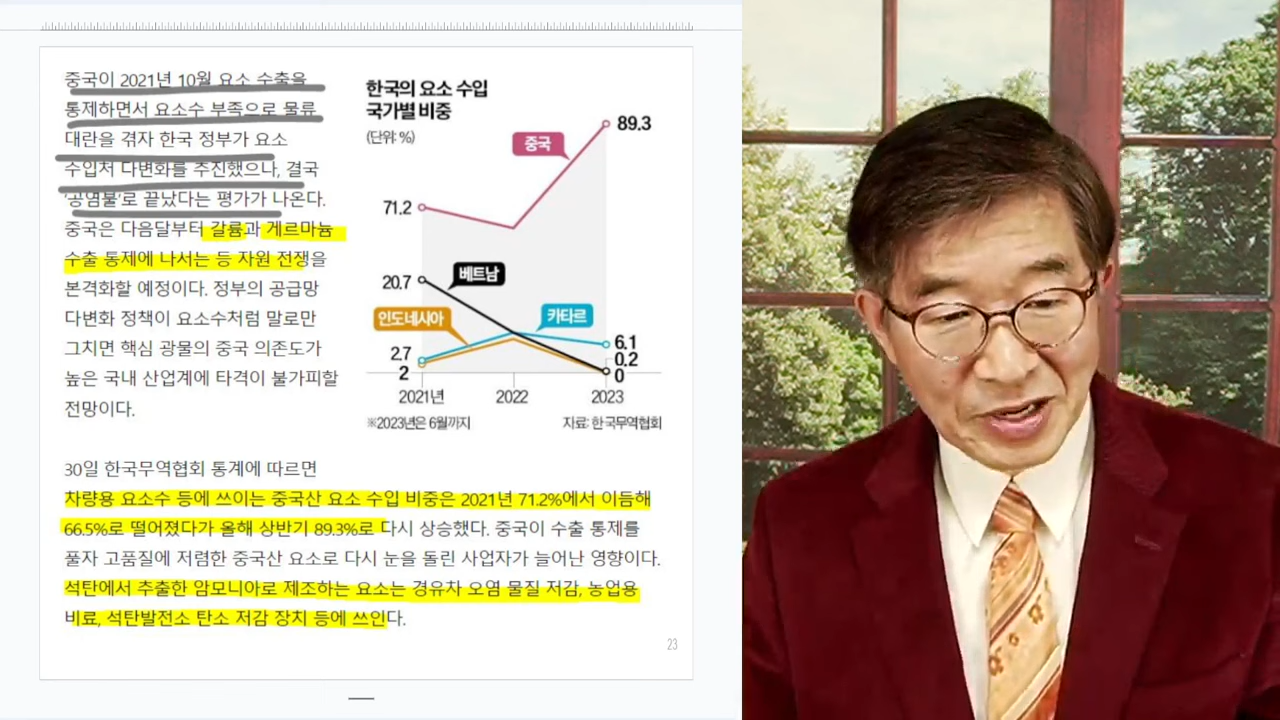 중국이 2021년 10월 요소 수출을
통제하면서 요소수 부족으로 물류
대란을 겪자 한국 정부가 요소
수입처 다변화를 추진했으나, 결국
'공염불'로 끝났다는 평가가 나온다.
중국은 다음달부터 갈륨과 게르마늄
수출 통제에 나서는 등 자원 전쟁을
본격화할 예정이다. 정부의 공급망
다변화 정책이 요소수처럼 말로만
그치면 핵심 광물의 중국 의존도가
높은 국내 산업계에 타격이 불가피할
전망이다.
한국의 요소 수입
국가별 비중
(단위: %)
89.3
중국
71.2
베트남
20.7
인도네시아
카타르
6.1
2.7
0.2
2
0
2021년
2022
2023
※2023년은 6월까지
자료: 한국무역협회
30일 한국무역협회 통계에 따르면
차량용 요소수 등에 쓰이는 중국산 요소 수입 비중은 2021년 71.2%에서 이듬해
66.5%로 떨어졌다가 올해 상반기 89.3%로 다시 상승했다. 중국이 수출 통제를
풀자 고품질에 저렴한 중국산 요소로 다시 눈을 돌린 사업자가 늘어난 영향이다.
석탄에서 추출한 암모니아로 제조하는 요소는 경유차 오염 물질 저감, 농업용
비료, 석탄발전소 탄소 저감 장치 등에 쓰인다.
23